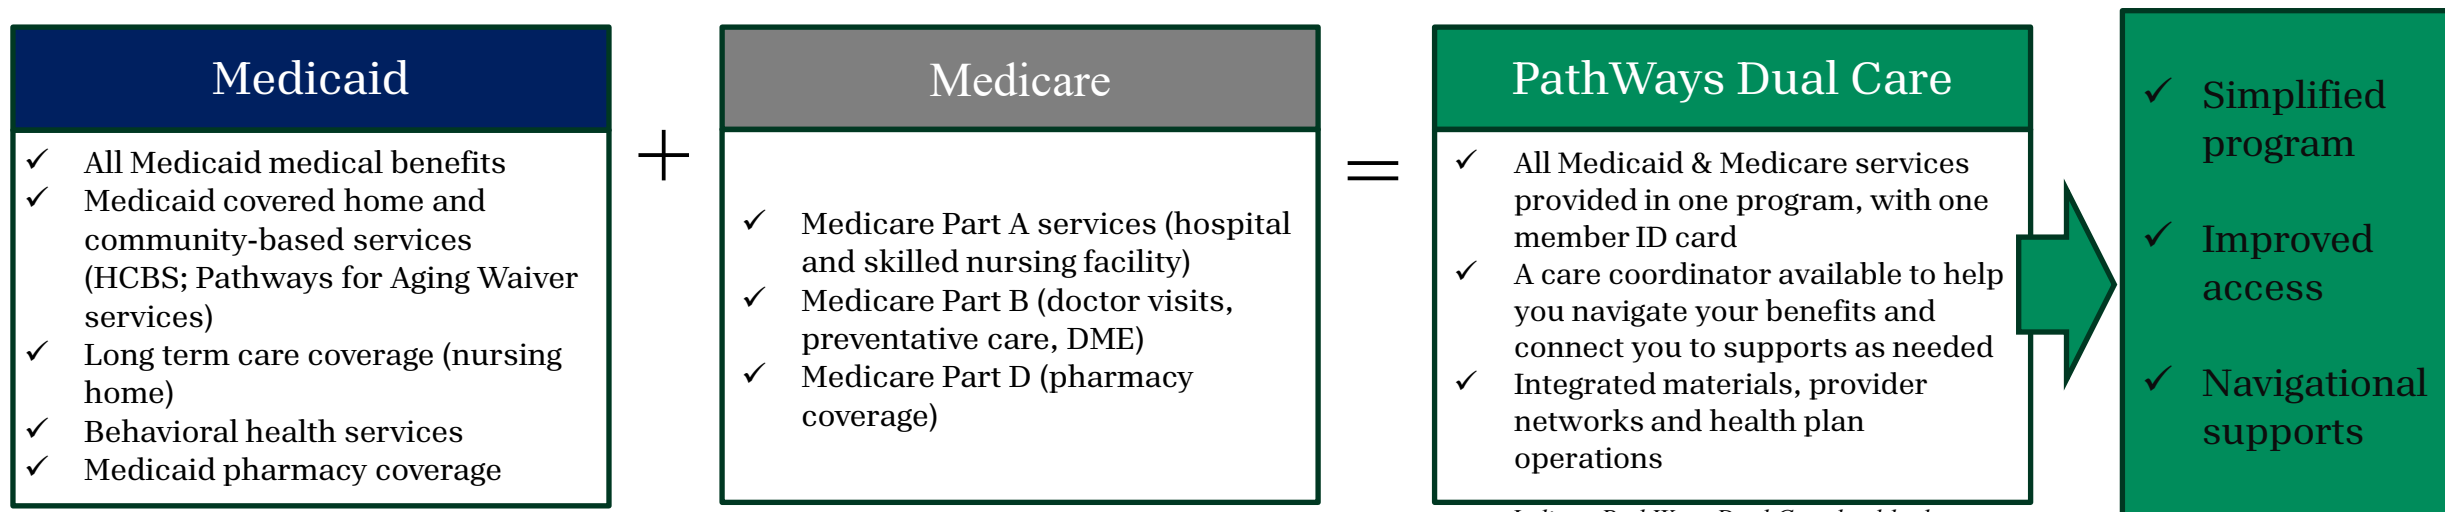 Medicaid
✓ All Medicaid medical benefits
✓ Medicaid covered home and
community-based services
(HCBS; Pathways for Aging Waiver
services)
✓ Long term care coverage (nursing
home)
✓ Behavioral health services
✓ Medicaid pharmacy coverage
+
Medicare
✓ Medicare Part A services (hospital
and skilled nursing facility)
✓ Medicare Part B (doctor visits,
preventative care, DME)
✓ Medicare Part D (pharmacy
coverage)
=
PathWays Dual Care
✓ All Medicaid & Medicare services
provided in one program, with one
member ID card
✓ A care coordinator available to help
you navigate your benefits and
connect you to supports as needed
✓ Integrated materials, provider
networks and health plan
operations
✓ Simplified
program
✓ Improved
access
✓ Navigational
supports